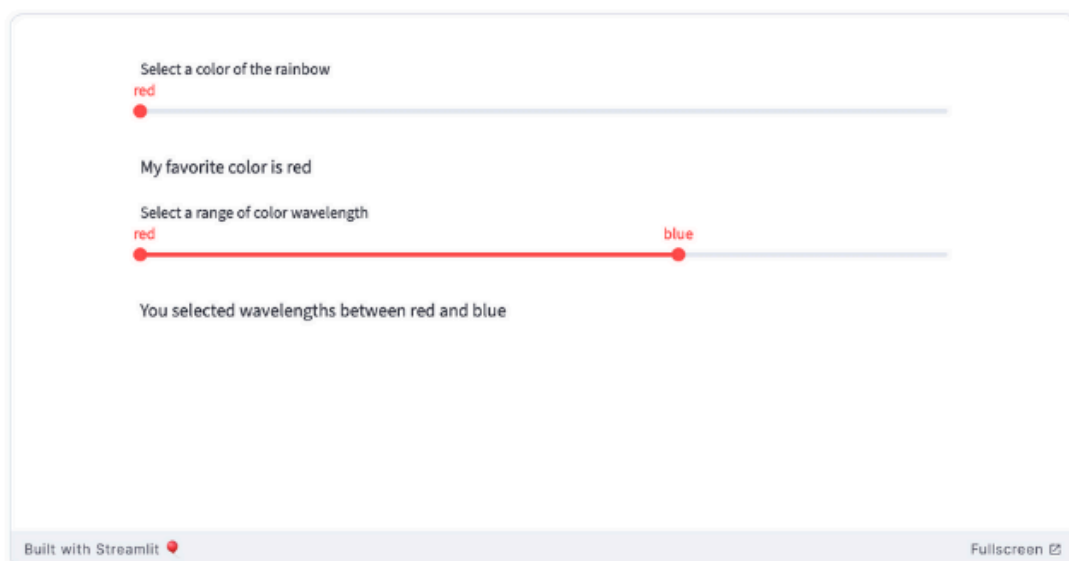 Select a color of the rainbow
red
My favorite color is red
Select a range of color wavelength
red blue
You selected wavelengths between red and blue
Built with Streamlit Fullscreen